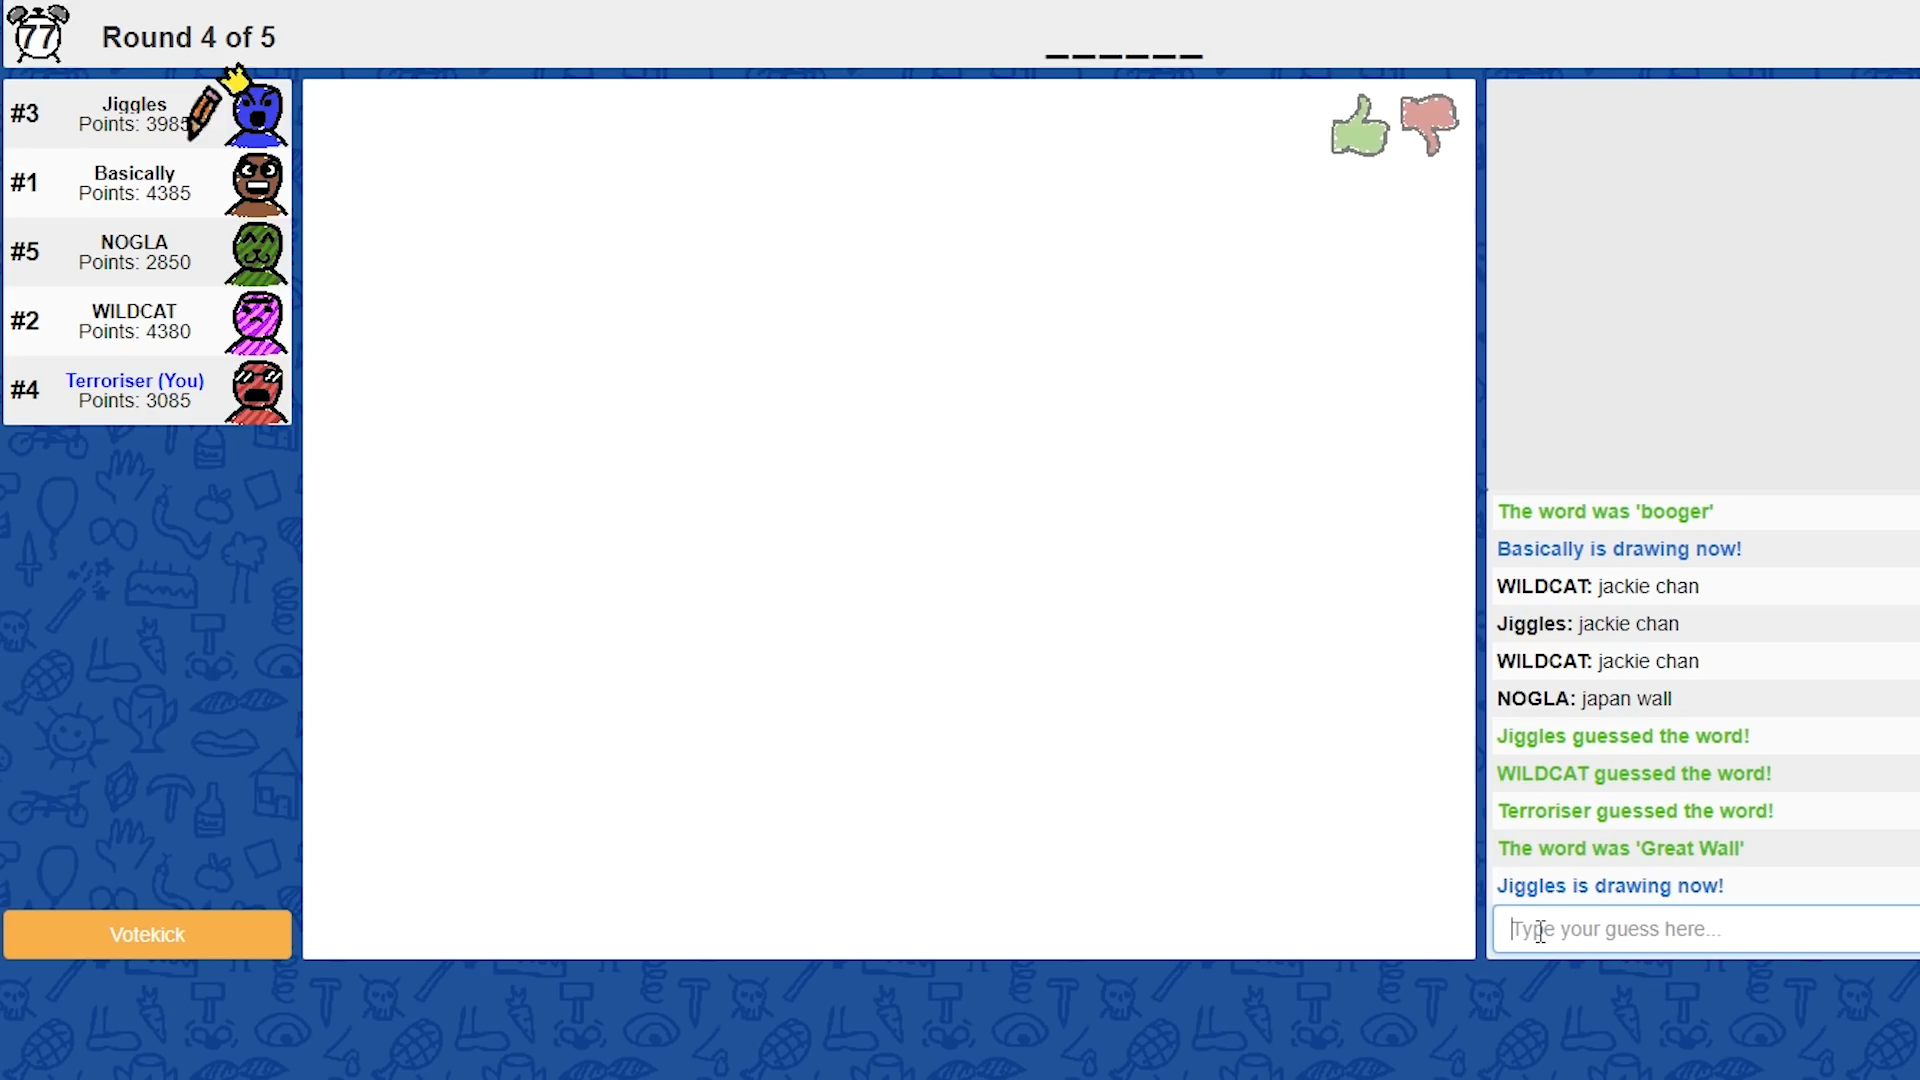 77
Round 4 of 5
______
#3
Jiggles
Points: 3985
#1
Basically
Points: 4385
#5
NOGLA
Points: 2850
#2
WILDCAT
Points: 4380
#4
Terroriser (You)
Points: 3085
Votekick
The word was 'booger'
Basically is drawing now!
WILDCAT: jackie chan
Jiggles: jackie chan
WILDCAT: jackie chan
NOGLA: japan wall
Jiggles guessed the word!
WILDCAT guessed the word!
Terroriser guessed the word!
The word was 'Great Wall'
Jiggles is drawing now!
Type your guess here...